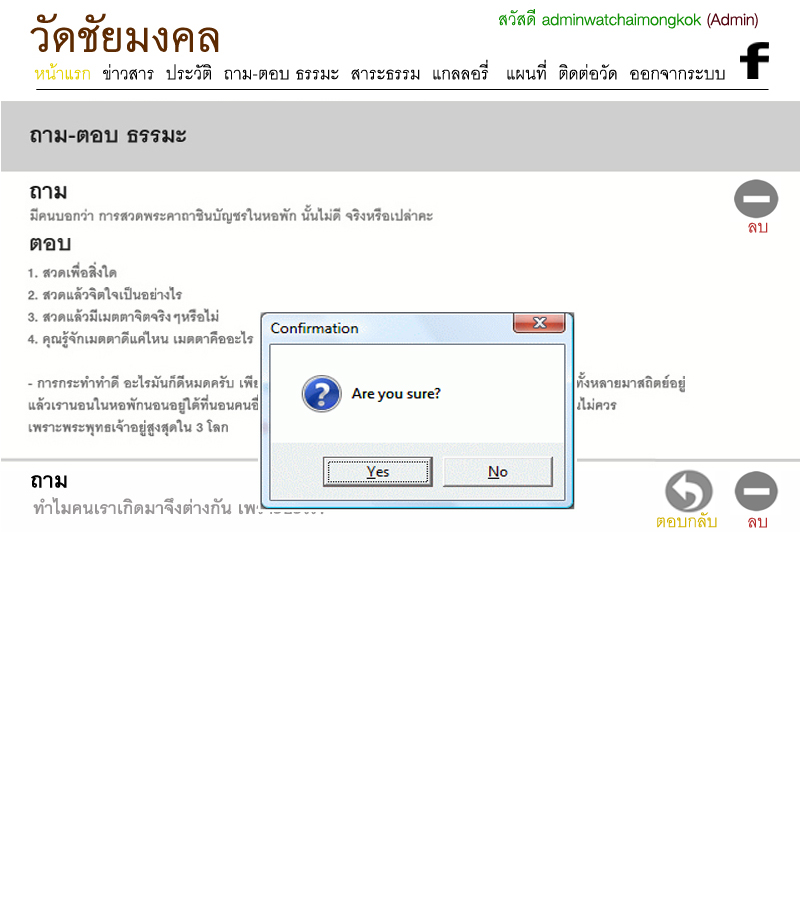 สวัสดี adminwatchaimongkok (Admin)
วัดชัยมงคล
หน้าแรก ข่าวสาร ประวัติ ถาม-ตอบ ธรรมะ สาระธรรม แกลลอรี่ แผนที่ ติดต่อวัด ออกจากระบบ f
ถาม-ตอบ ธรรมะ
ถาม
มีคนบอกว่า การสวดพระคาถาชินบัญชรในหอพัก นั้นไม่ดี จริงหรือเปล่าคะ
ลบ
ตอบ
1. สวดเพื่อสิ่งใด
2. สวดแล้วจิตใจเป็นอย่างไร
3. สวดแล้วมีเมตตาจิตจริงๆหรือไม่
4. คุณรู้จักเมตตาดีแค่ไหน เมตตาคืออะไร
Confirmation
Are you sure?
Yes No
- การกระทำทำดี อะไรมันก็ดีหมดครับ ทั้งหลายมาสถิตย์อยู่
แล้วเรานอนในหอพักนอนอยู่ใต้ที่นอนคนอื่ ไม่ควร
เพราะพระพุทธเจ้าอยู่สูงสุดใน 3 โลก
ถาม
ทำไมคนเราเกิดมาจึงต่างกัน
ตอบกลับ ลบ